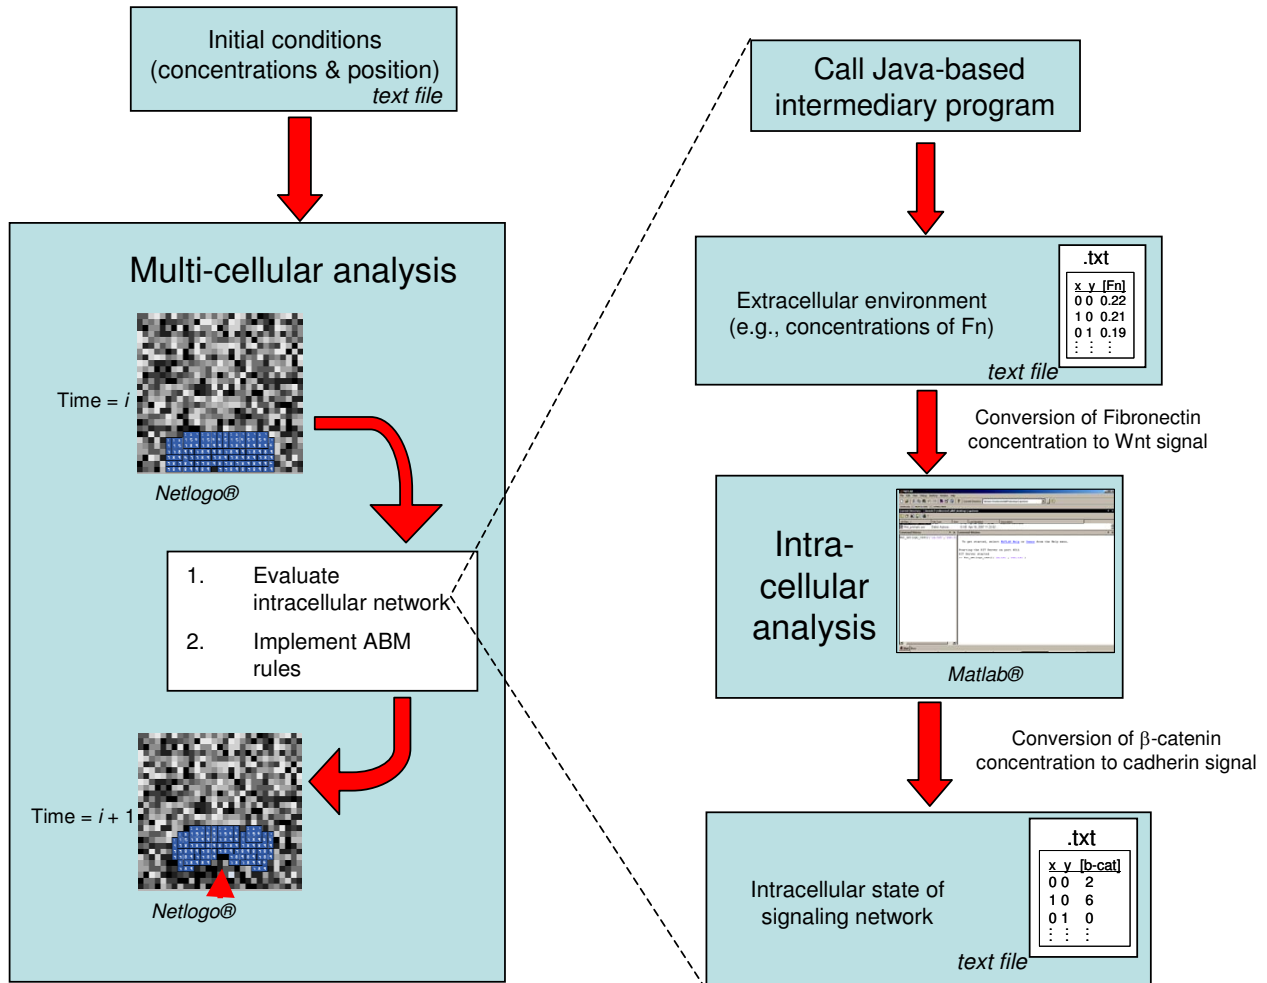 Initial conditions
(concentrations & position)
text file
Multi-cellular analysis
Time = i
Netlogo®
1. Evaluate
intracellular network
2. Implement ABM
rules
Time = i + 1
Netlogo®
Call Java-based
intermediary program
Extracellular environment
(e.g., concentrations of Fn)
text file
.txt
x y [Fn]
0 0 0.22
1 0 0.21
0 1 0.19
⋮ ⋮ ⋮
Conversion of Fibronectin
concentration to Wnt signal
Intra-
cellular
analysis
Matlab®
Conversion of β-catenin
concentration to cadherin signal
Intracellular state of
signaling network
text file
.txt
x y [b-cat]
0 0 2
1 0 6
0 1 0
⋮ ⋮ ⋮